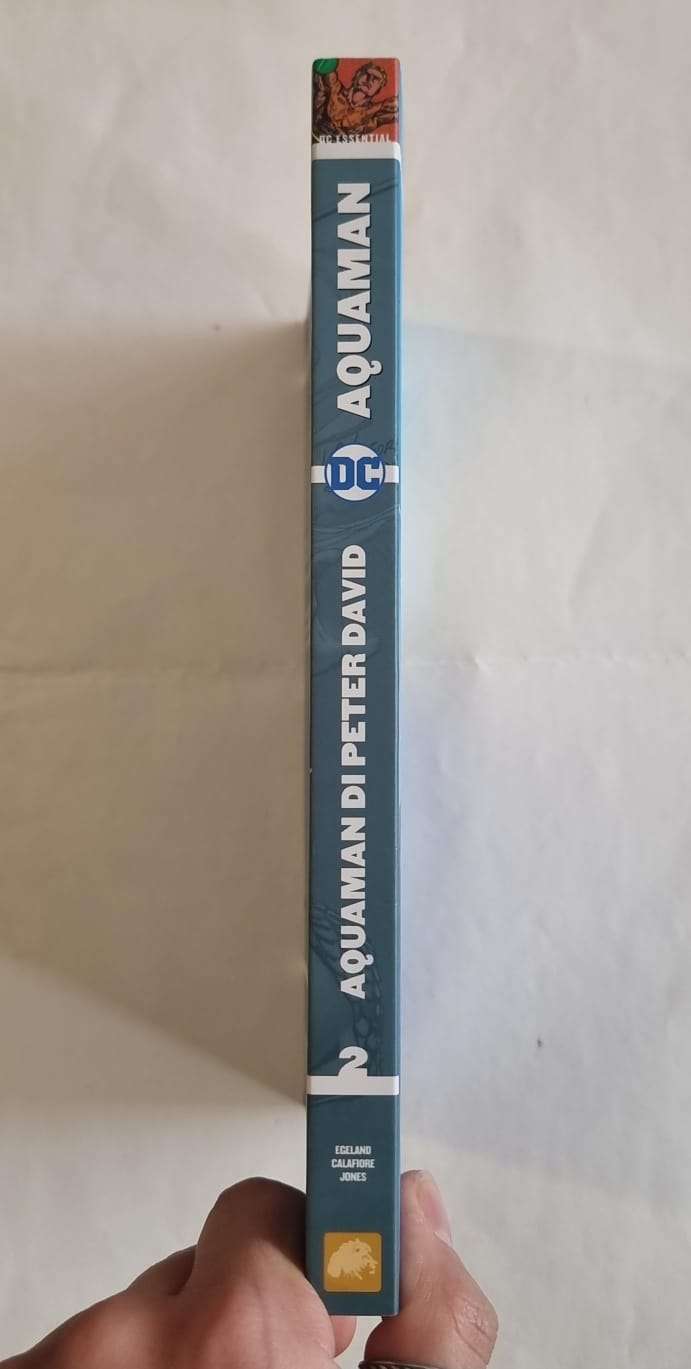 DC ESSENTIAL
AQUAMAN
DC
AQUAMAN DI PETER DAVID
2
EGELAND
CALAFIORE
JONES